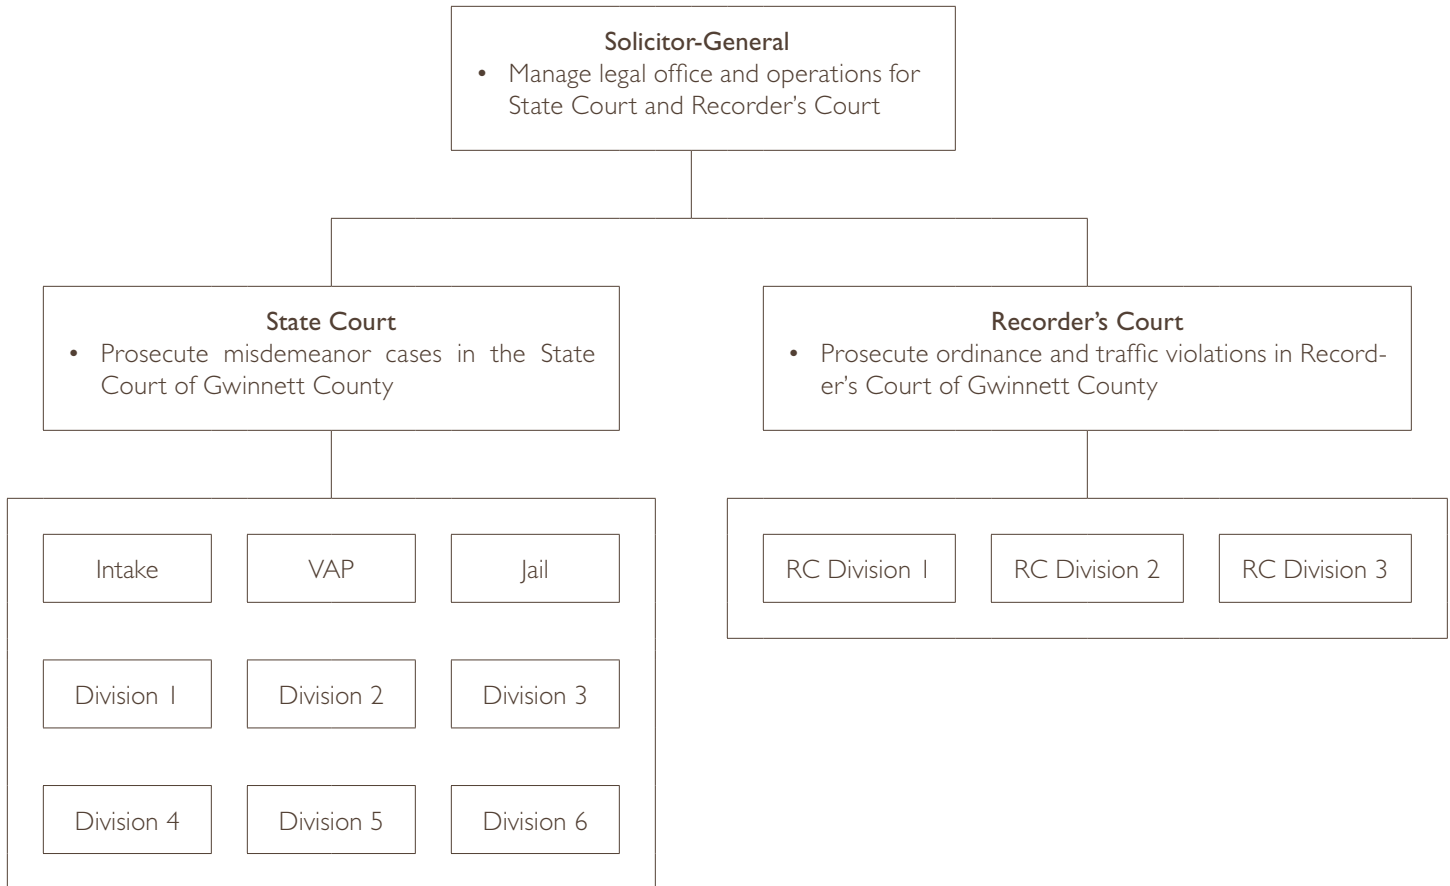 Solicitor-General
• Manage legal office and operations for
State Court and Recorder’s Court
State Court
• Prosecute misdemeanor cases in the State
Court of Gwinnett County
Recorder’s Court
• Prosecute ordinance and traffic violations in Record-
er’s Court of Gwinnett County
Intake
VAP
Jail
RC Division 1
RC Division 2
RC Division 3
Division 1
Division 2
Division 3
Division 4
Division 5
Division 6